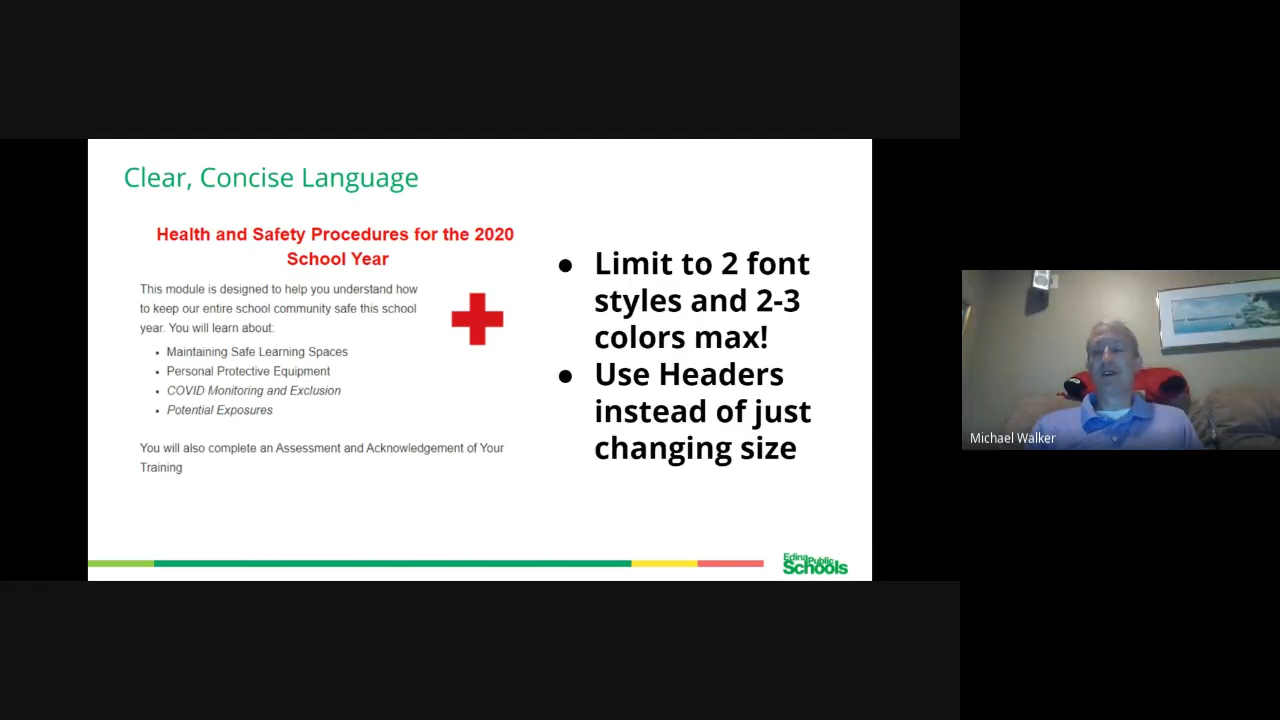 Clear, Concise Language
Health and Safety Procedures for the 2020
School Year
This module is designed to help you understand how
to keep our entire school community safe this school
year. You will learn about:
• Maintaining Safe Learning Spaces
• Personal Protective Equipment
• COVID Monitoring and Exclusion
• Potential Exposures
You will also complete an Assessment and Acknowledgement of Your
Training
● Limit to 2 font
styles and 2-3
colors max!
● Use Headers
instead of just
changing size
Edina Public
Schools
Michael Walker